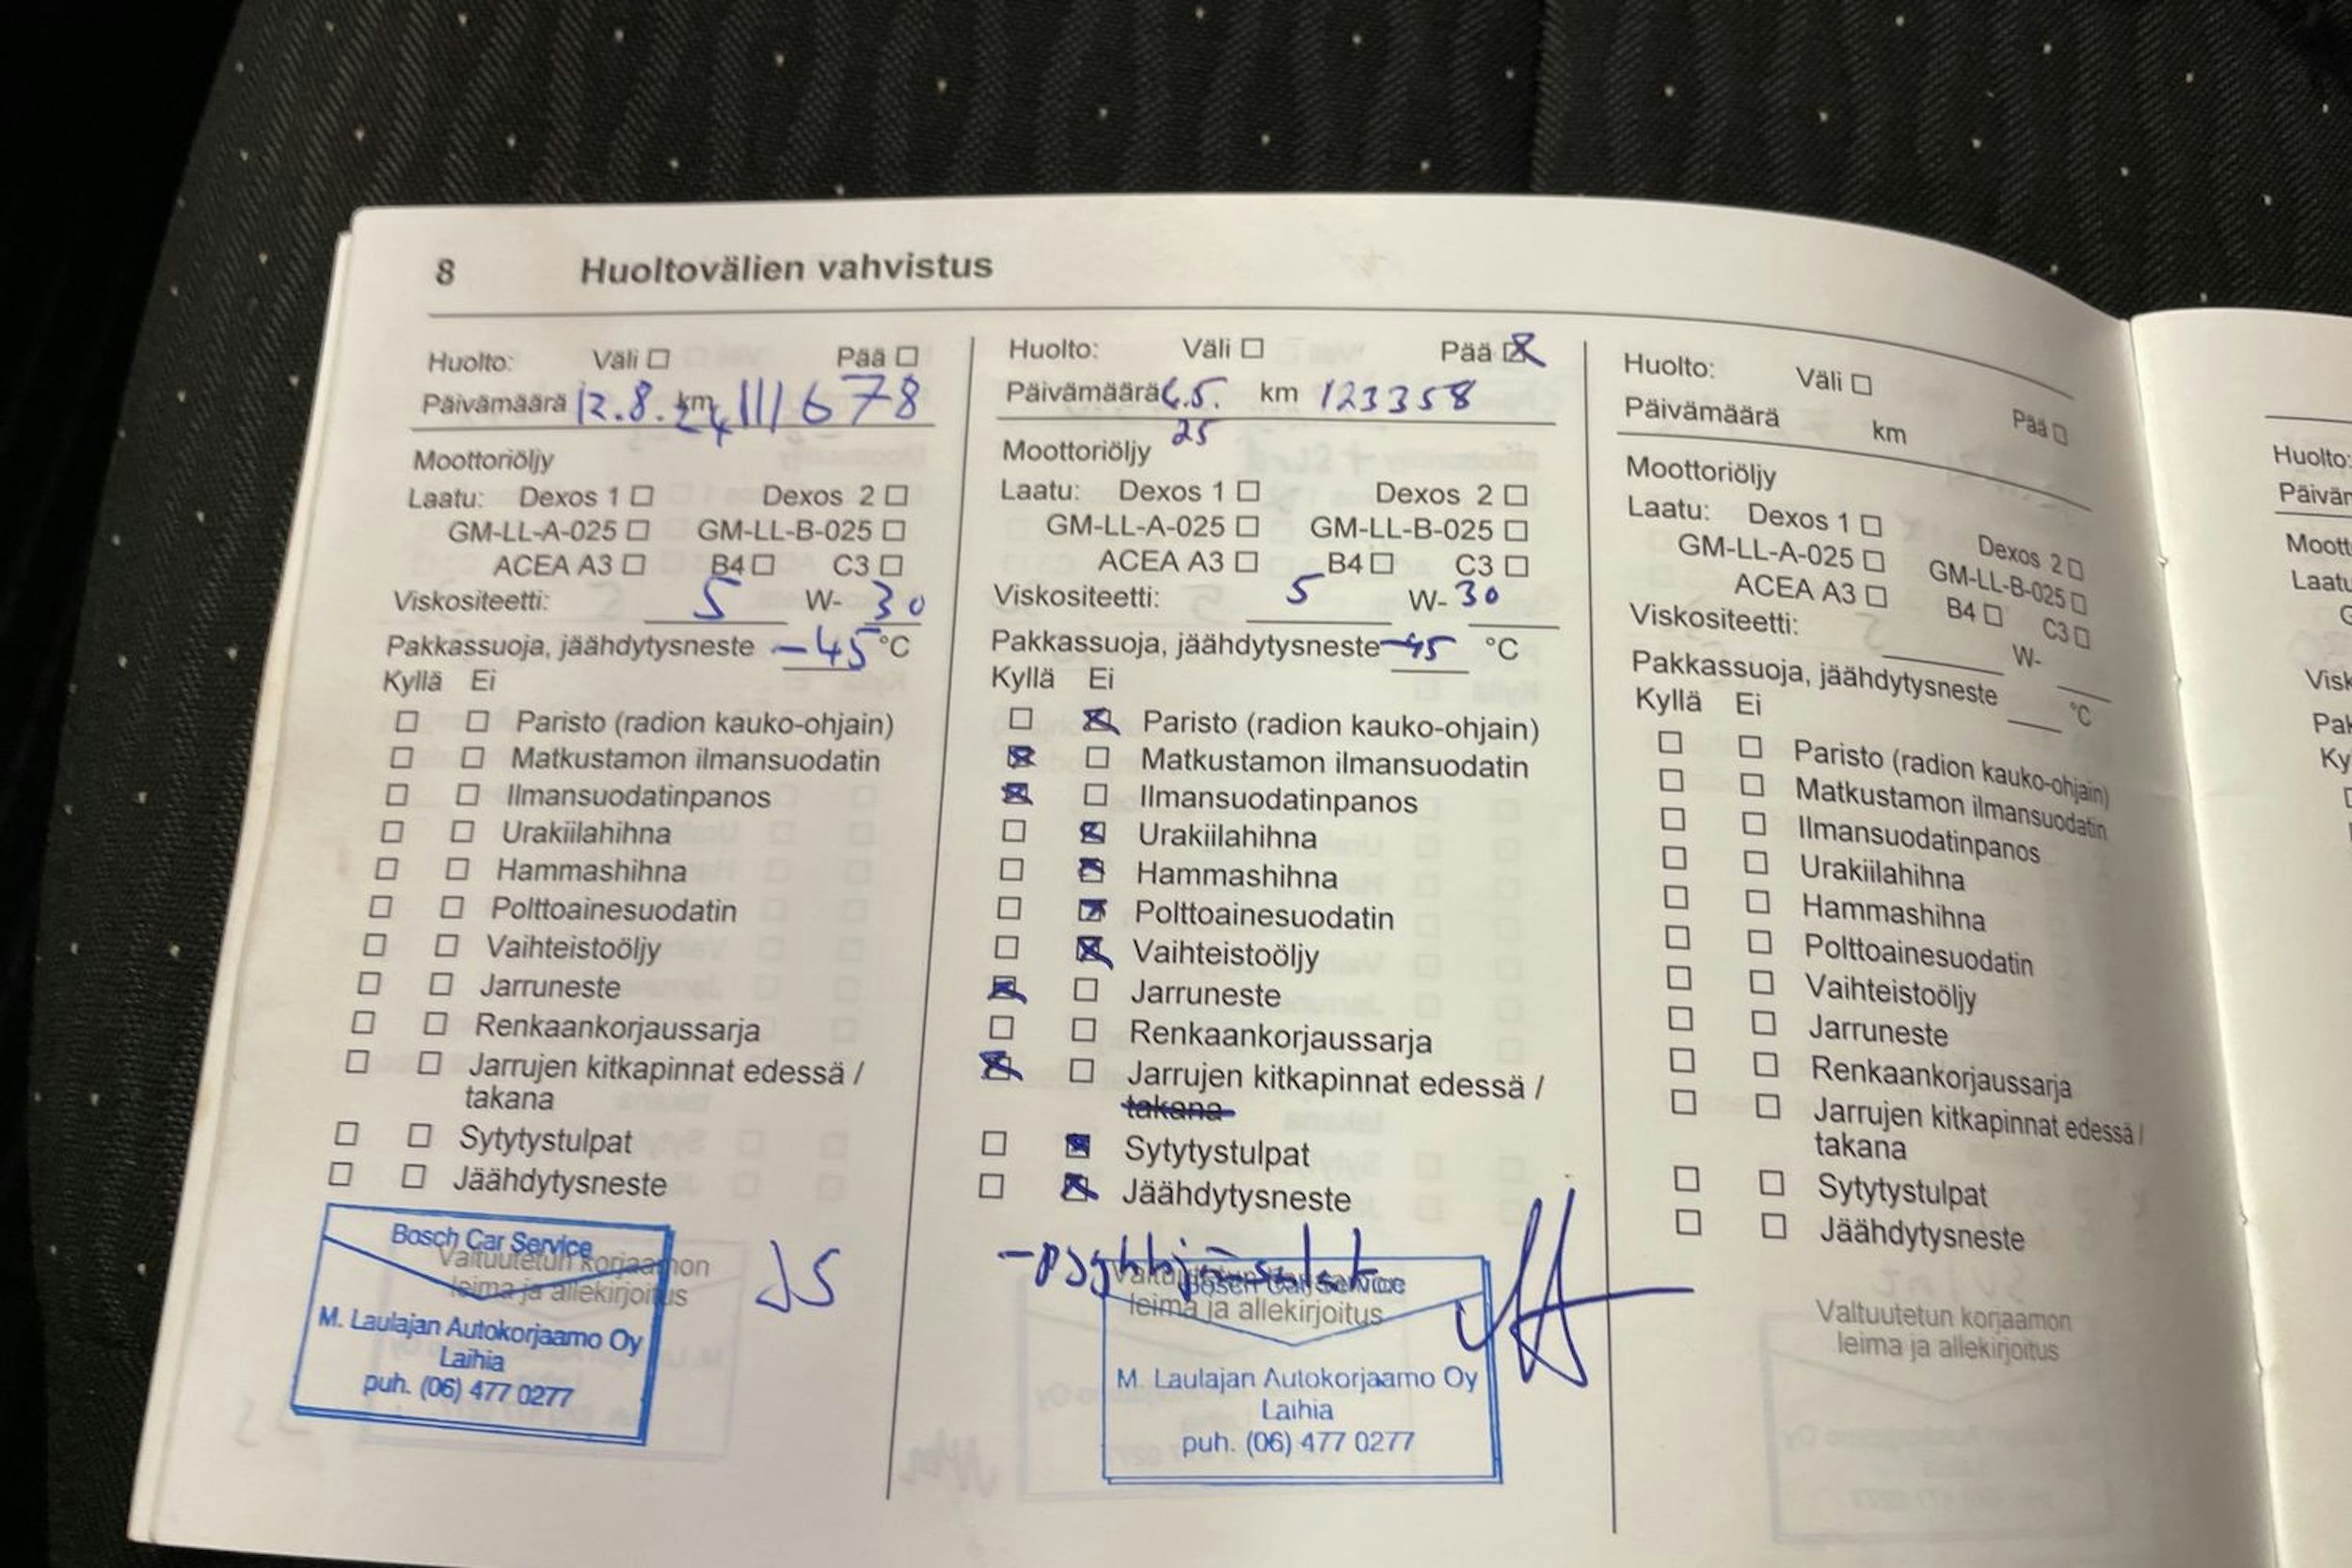 8 Huoltovälien vahvistus
Huolto: Väli Pää
Päivämäärä 12.8.24 km 111678
Moottoriöljy
Laatu: Dexos 1 Dexos 2
GM-LL-A-025 GM-LL-B-025
ACEA A3 B4 C3
Viskositeetti: 5 W- 30
Pakkassuoja, jäähdytysneste -45 °C
Kyllä Ei
Paristo (radion kauko-ohjain)
Matkustamon ilmansuodatin
Ilmansuodatinpanos
Urakiilahihna
Hammashihna
Polttoainesuodatin
Vaihteistoöljy
Jarruneste
Renkaankorjaussarja
Jarrujen kitkapinnat edessä /
takana
Sytytystulpat
Jäähdytysneste
Valtuutetun korjaamon
leima ja allekirjoitus
Bosch Car Service
M. Laulajan Autokorjaamo Oy
Laihia
puh. (06) 477 0277
JS
Huolto: Väli Pää
Päivämäärä 6.5. km 123358
25
Moottoriöljy
Laatu: Dexos 1 Dexos 2
GM-LL-A-025 GM-LL-B-025
ACEA A3 B4 C3
Viskositeetti: 5 W- 30
Pakkassuoja, jäähdytysneste -45 °C
Kyllä Ei
Paristo (radion kauko-ohjain)
Matkustamon ilmansuodatin
Ilmansuodatinpanos
Urakiilahihna
Hammashihna
Polttoainesuodatin
Vaihteistoöljy
Jarruneste
Renkaankorjaussarja
Jarrujen kitkapinnat edessä /
takana
Sytytystulpat
Jäähdytysneste
Valtuutetun korjaamon
leima ja allekirjoitus
Bosch Car Service
M. Laulajan Autokorjaamo Oy
Laihia
puh. (06) 477 0277
Huolto: Väli Pää
Päivämäärä km
Moottoriöljy
Laatu: Dexos 1 Dexos 2
GM-LL-A-025 GM-LL-B-025
ACEA A3 B4 C3
Viskositeetti: W-
Pakkassuoja, jäähdytysneste °C
Kyllä Ei
Paristo (radion kauko-ohjain)
Matkustamon ilmansuodatin
Ilmansuodatinpanos
Urakiilahihna
Hammashihna
Polttoainesuodatin
Vaihteistoöljy
Jarruneste
Renkaankorjaussarja
Jarrujen kitkapinnat edessä /
takana
Sytytystulpat
Jäähdytysneste
Valtuutetun korjaamon
leima ja allekirjoitus
Huolto: